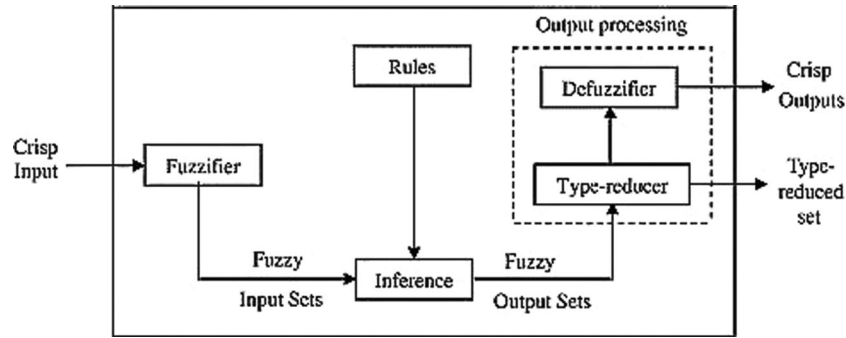 Output processing
Rules
Defuzzifier
Crisp
Outputs
Crisp
Input
Fuzzifier
Type-reducer
Type-
reduced
set
Fuzzy
Input Sets
Inference
Fuzzy
Output Sets